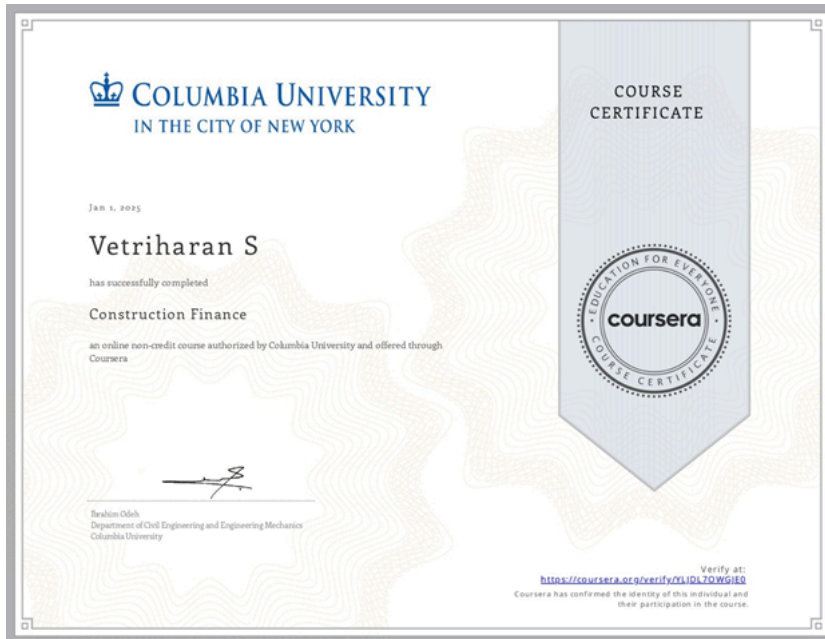 COLUMBIA UNIVERSITY
IN THE CITY OF NEW YORK
COURSE
CERTIFICATE
Jan 1, 2025
Vetriharan S
has successfully completed
Construction Finance
an online non-credit course authorized by Columbia University and offered through
Coursera
EDUCATION FOR EVERYONE
coursera
COURSE CERTIFICATE
Ibrahim Odeh
Department of Civil Engineering and Engineering Mechanics
Columbia University
Verify at:
https://coursera.org/verify/YLJDL7OWGJE0
Coursera has confirmed the identity of this individual and
their participation in the course.